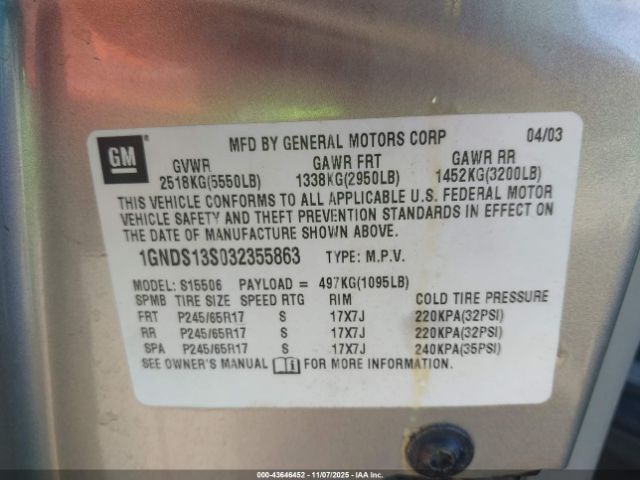 GM
MFD BY GENERAL MOTORS CORP 04/03
GVWR GAWR FRT GAWR RR
2518KG(5550LB) 1338KG(2950LB) 1452KG(3200LB)
THIS VEHICLE CONFORMS TO ALL APPLICABLE U.S. FEDERAL MOTOR
VEHICLE SAFETY AND THEFT PREVENTION STANDARDS IN EFFECT ON
THE DATE OF MANUFACTURE SHOWN ABOVE.
1GNDS13S032355863 TYPE: M.P.V.
MODEL: S15506 PAYLOAD = 497KG(1095LB)
SPMB TIRE SIZE SPEED RTG RIM COLD TIRE PRESSURE
FRT P245/65R17 S 17X7J 220KPA(32PSI)
RR P245/65R17 S 17X7J 220KPA(32PSI)
SPA P245/65R17 S 17X7J 240KPA(35PSI)
SEE OWNER'S MANUAL i FOR MORE INFORMATION.
000-43646452 | 11/07/2025 - IAA Inc. Copyright